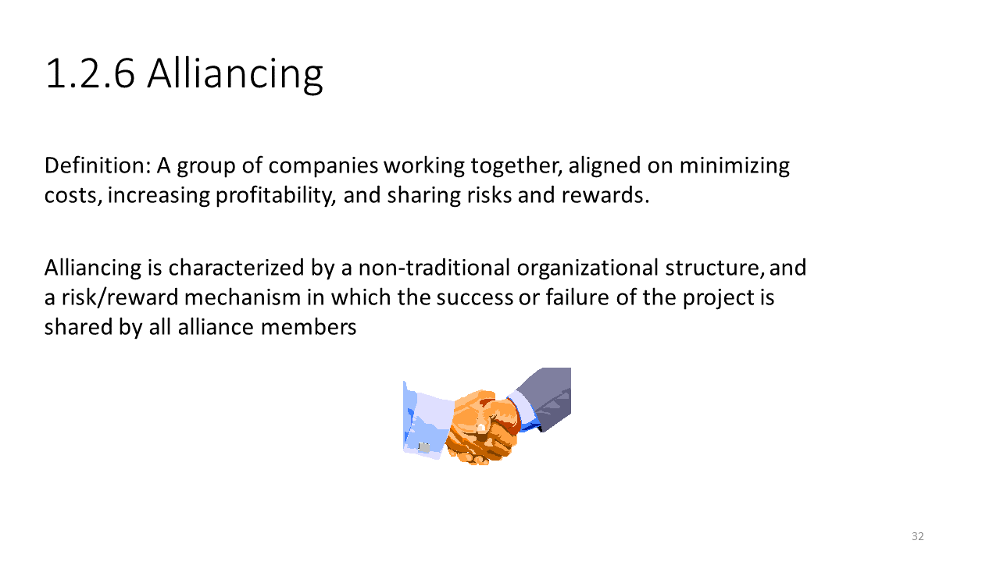 1.2.6 Alliancing
Definition: A group of companies working together, aligned on minimizing
costs, increasing profitability, and sharing risks and rewards.
Alliancing is characterized by a non-traditional organizational structure, and
a risk/reward mechanism in which the success or failure of the project is
shared by all alliance members
32